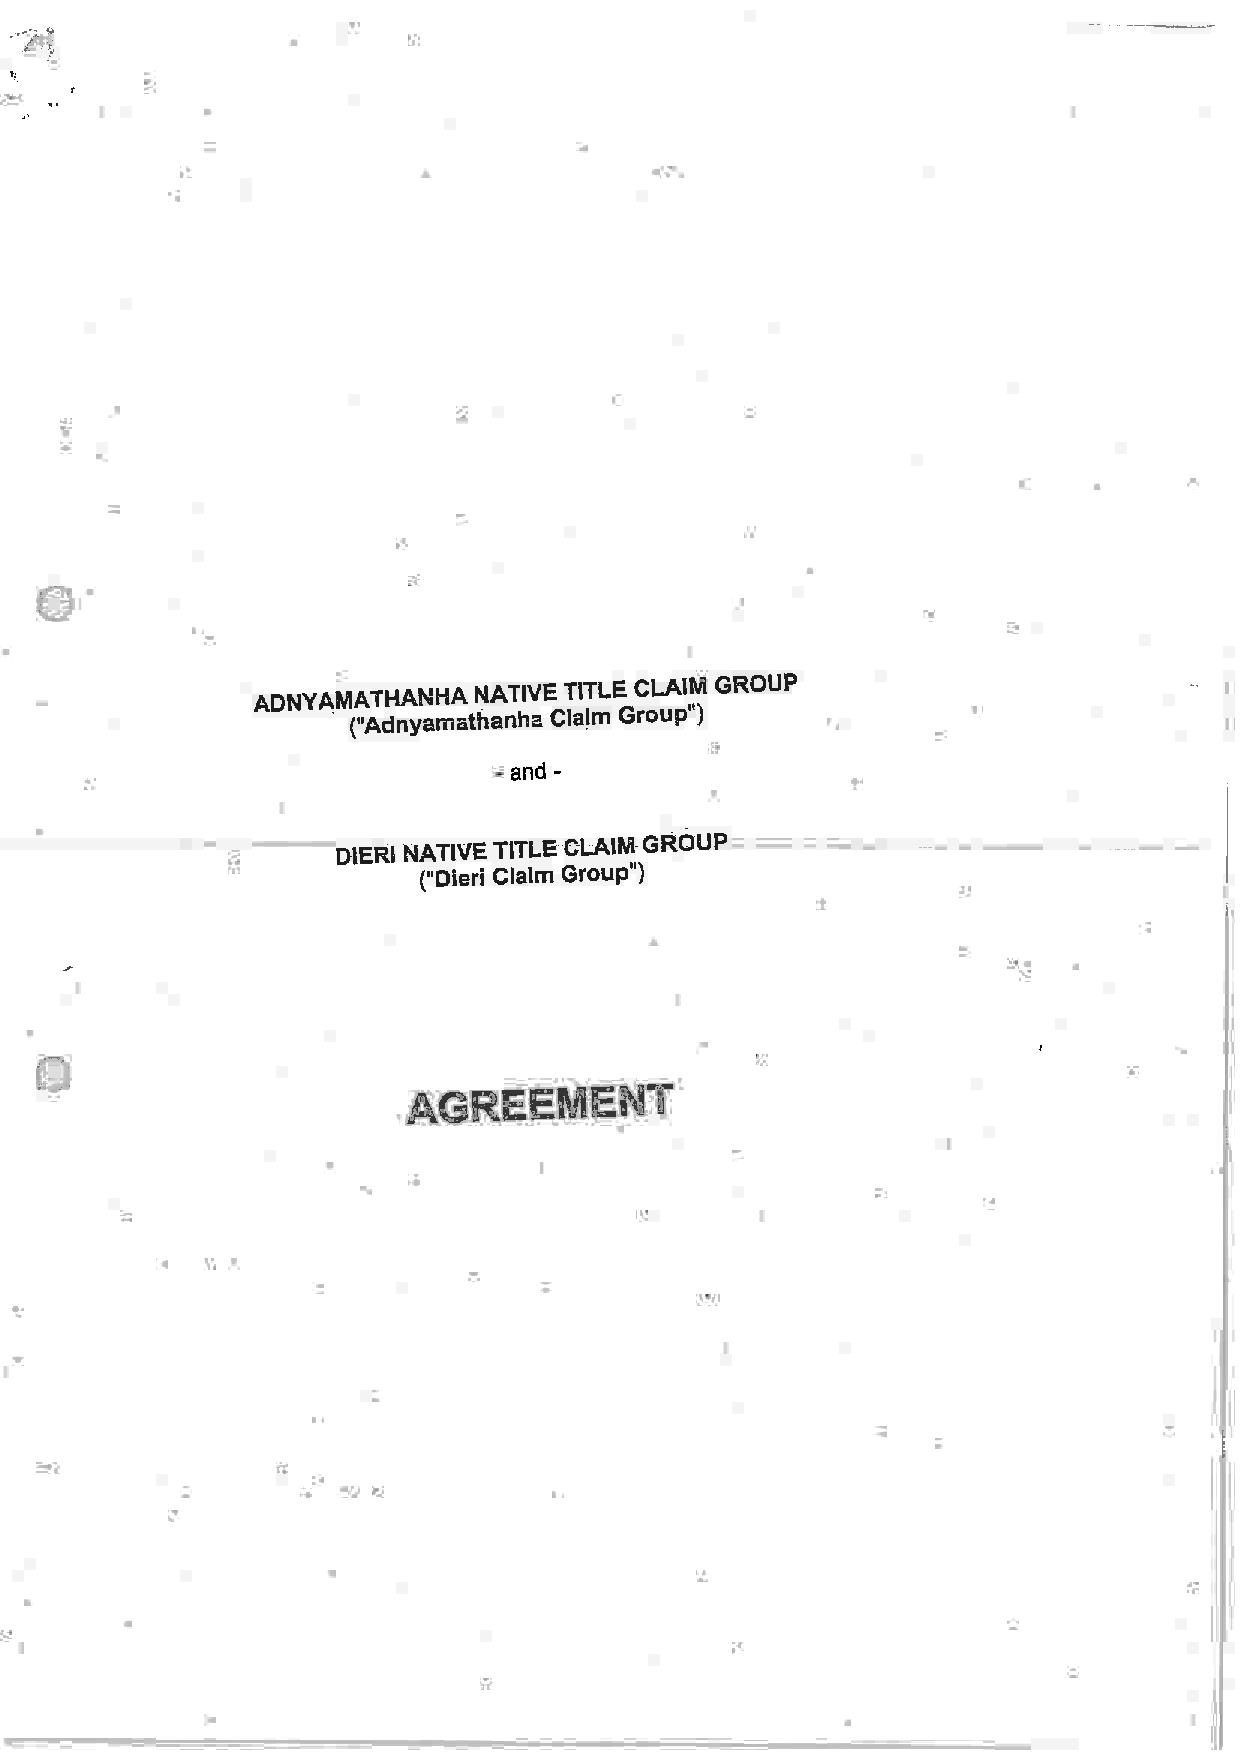 ADNYAMATHANHA NATIVE TITLE CLAIM GROUP
("Adnyamathanha Claim Group")
- and -
DIERI NATIVE TITLE CLAIM GROUP
("Dieri Claim Group")
AGREEMENT